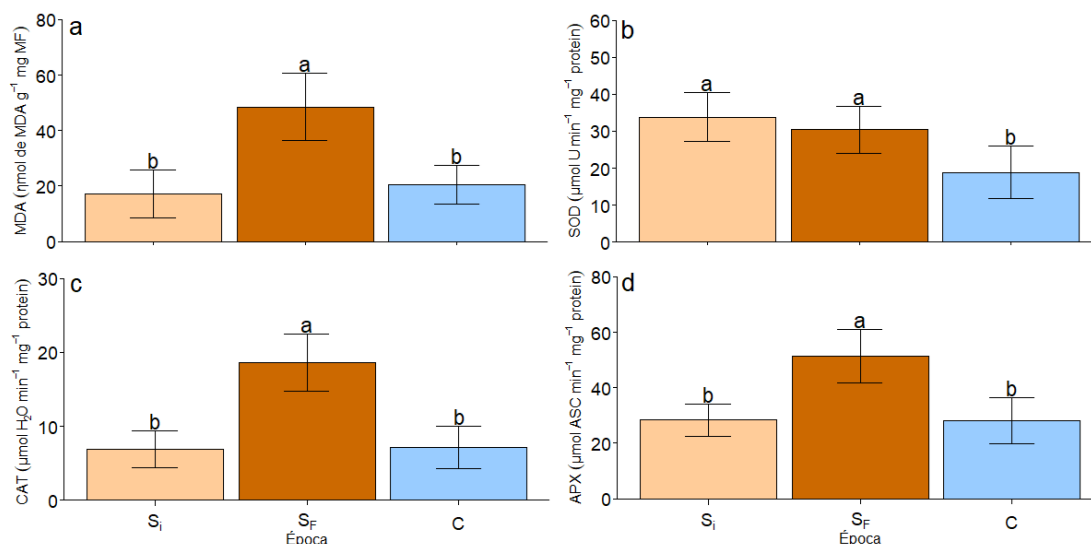 a
MDA (ηmol de MDA g⁻¹ mg MF)
80
60
40
20
0
b
a
b
b
SOD (µmol U min⁻¹ mg⁻¹ protein)
60
50
40
30
20
10
0
a
a
b
c
CAT (µmol H₂O min⁻¹ mg⁻¹ protein)
30
20
10
0
b
a
b
Sᵢ
S_F
C
Época
d
APX (µmol ASC min⁻¹ mg⁻¹ protein)
80
60
40
20
0
b
a
b
Sᵢ
S_F
C
Época